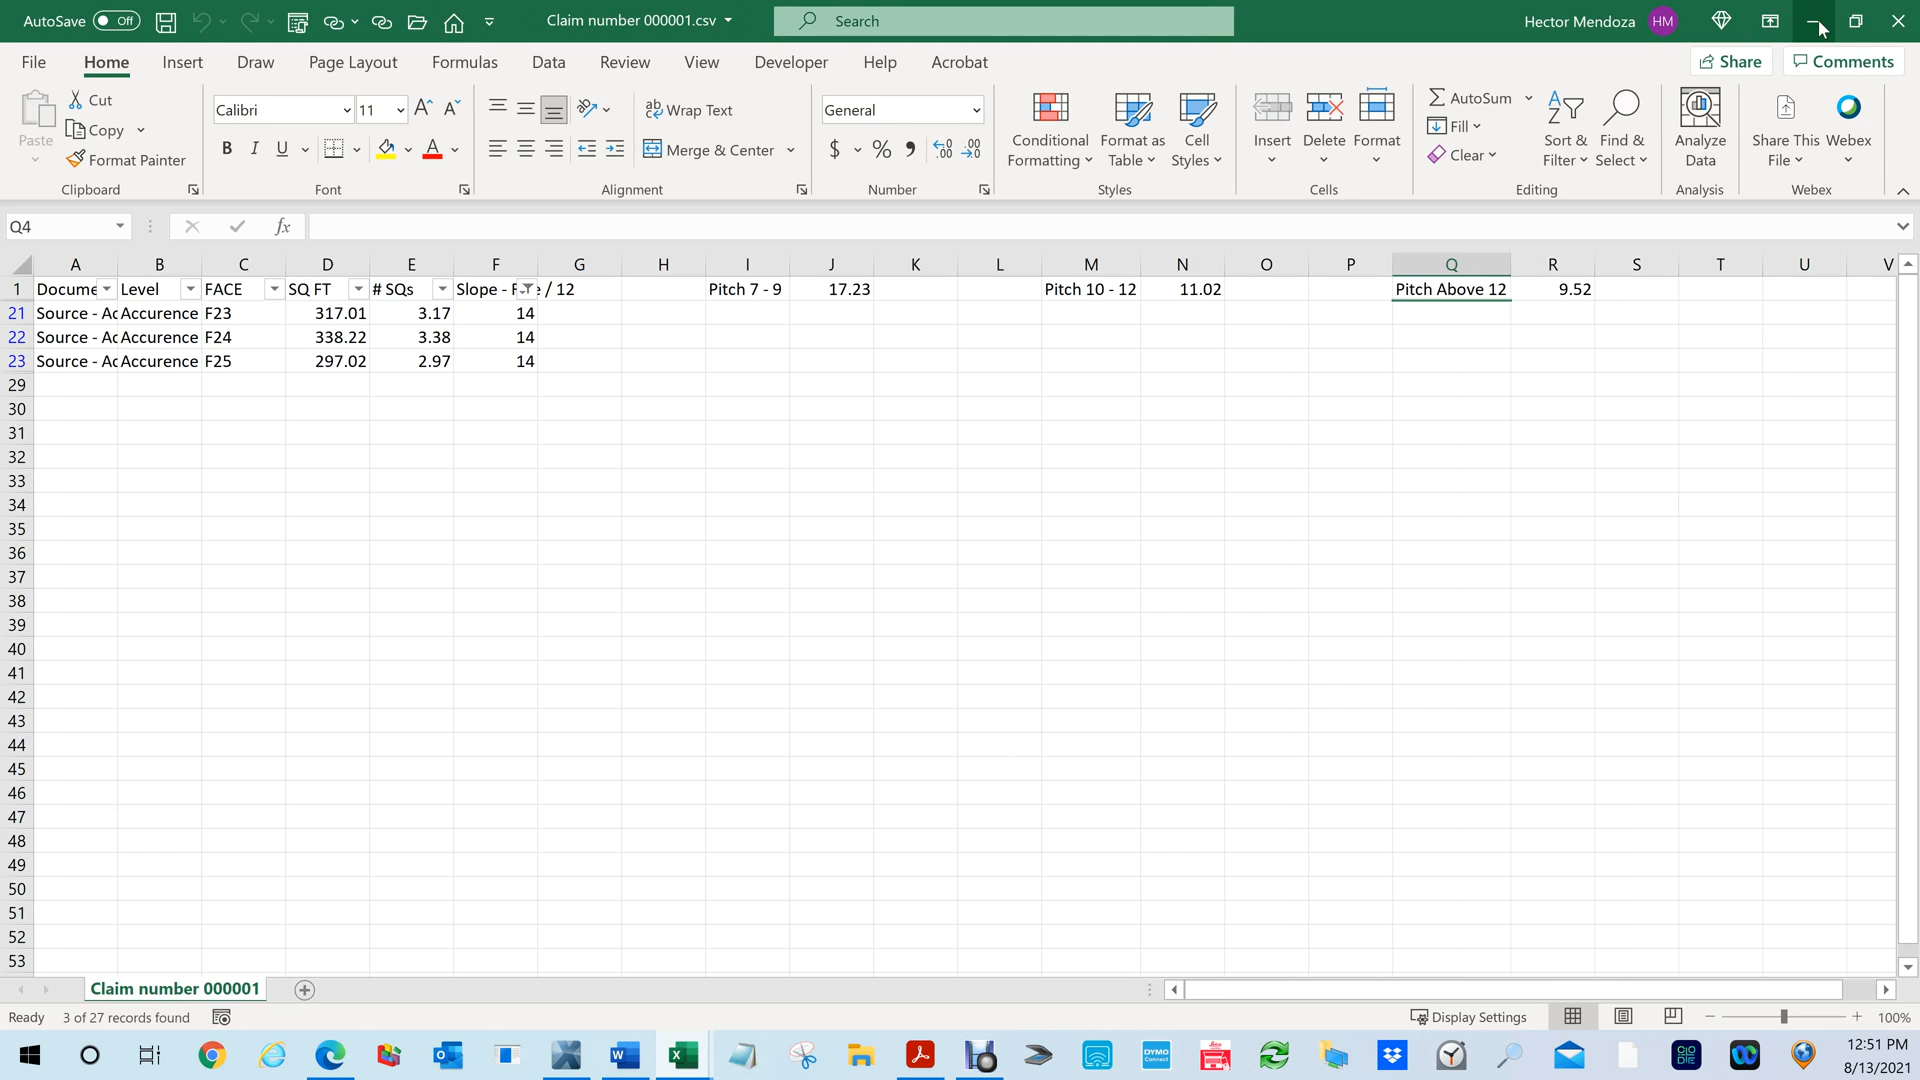 AutoSave Off Claim number 000001.csv Search Hector Mendoza HM
File Home Insert Draw Page Layout Formulas Data Review View Developer Help Acrobat Share Comments
Paste Cut Copy Format Painter
Clipboard
Calibri 11 A A
B I U A
Font
Wrap Text
Merge & Center
Alignment
General
$ %
Number
Conditional Formatting
Format as Table
Cell Styles
Styles
Insert Delete Format
Cells
AutoSum
Fill
Clear
Sort & Filter
Find & Select
Editing
Analyze Data
Analysis
Share This File
Webex
Webex
Q4 fx
A B C D E F G H I J K L M N O P Q R S T U V
1 Docume Level FACE SQ FT # SQs Slope - / 12 Pitch 7 - 9 17.23 Pitch 10 - 12 11.02 Pitch Above 12 9.52
21 Source - Ac Accurence F23 317.01 3.17 14
22 Source - Ac Accurence F24 338.22 3.38 14
23 Source - Ac Accurence F25 297.02 2.97 14
29
30
31
32
33
34
35
36
37
38
39
40
41
42
43
44
45
46
47
48
49
50
51
52
53
Claim number 000001
Ready 3 of 27 records found Display Settings 100%
DYMO Connect
12:51 PM
8/13/2021